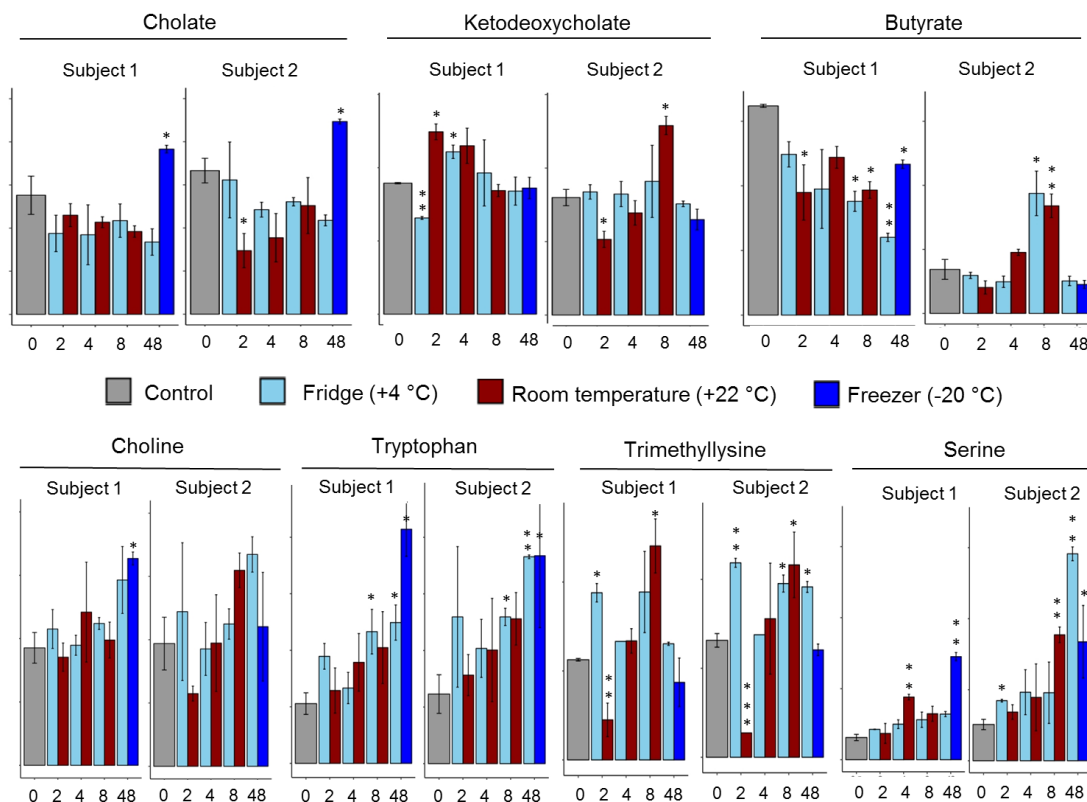 Cholate
Ketodeoxycholate
Butyrate
Subject 1
Subject 2
Subject 1
Subject 2
Subject 1
Subject 2
0 2 4 8 48
0 2 4 8 48
0 2 4 8 48
0 2 4 8 48
0 2 4 8 48
0 2 4 8 48
Control
Fridge (+4 °C)
Room temperature (+22 °C)
Freezer (-20 °C)
Choline
Tryptophan
Trimethyllysine
Serine
Subject 1
Subject 2
Subject 1
Subject 2
Subject 1
Subject 2
Subject 1
Subject 2
0 2 4 8 48
0 2 4 8 48
0 2 4 8 48
0 2 4 8 48
0 2 4 8 48
0 2 4 8 48
2 4 8 48
0 2 4 8 48